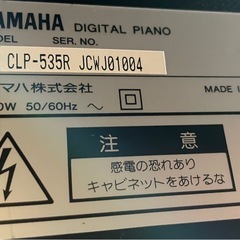 YAMAHA DIGITAL PIANO
MODEL SER. NO.
CLP-535R JCWJ01004
マハ株式会社 MADE I
0W 50/60Hz
注 意
感電の恐れあり
キャビネットをあけるな